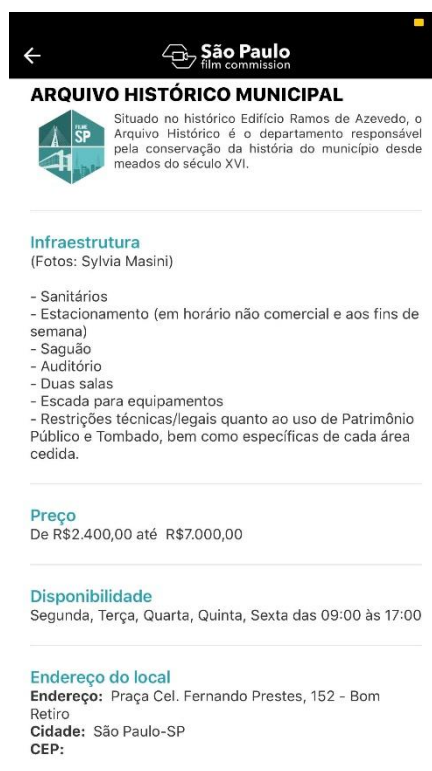 São Paulo
film commission
ARQUIVO HISTÓRICO MUNICIPAL
FILME
SP
Situado no histórico Edifício Ramos de Azevedo, o
Arquivo Histórico é o departamento responsável
pela conservação da história do município desde
meados do século XVI.
Infraestrutura
(Fotos: Sylvia Masini)
- Sanitários
- Estacionamento (em horário não comercial e aos fins de
semana)
- Saguão
- Auditório
- Duas salas
- Escada para equipamentos
- Restrições técnicas/legais quanto ao uso de Patrimônio
Público e Tombado, bem como específicas de cada área
cedida.
Preço
De R$2.400,00 até R$7.000,00
Disponibilidade
Segunda, Terça, Quarta, Quinta, Sexta das 09:00 às 17:00
Endereço do local
Endereço: Praça Cel. Fernando Prestes, 152 - Bom
Retiro
Cidade: São Paulo-SP
CEP: